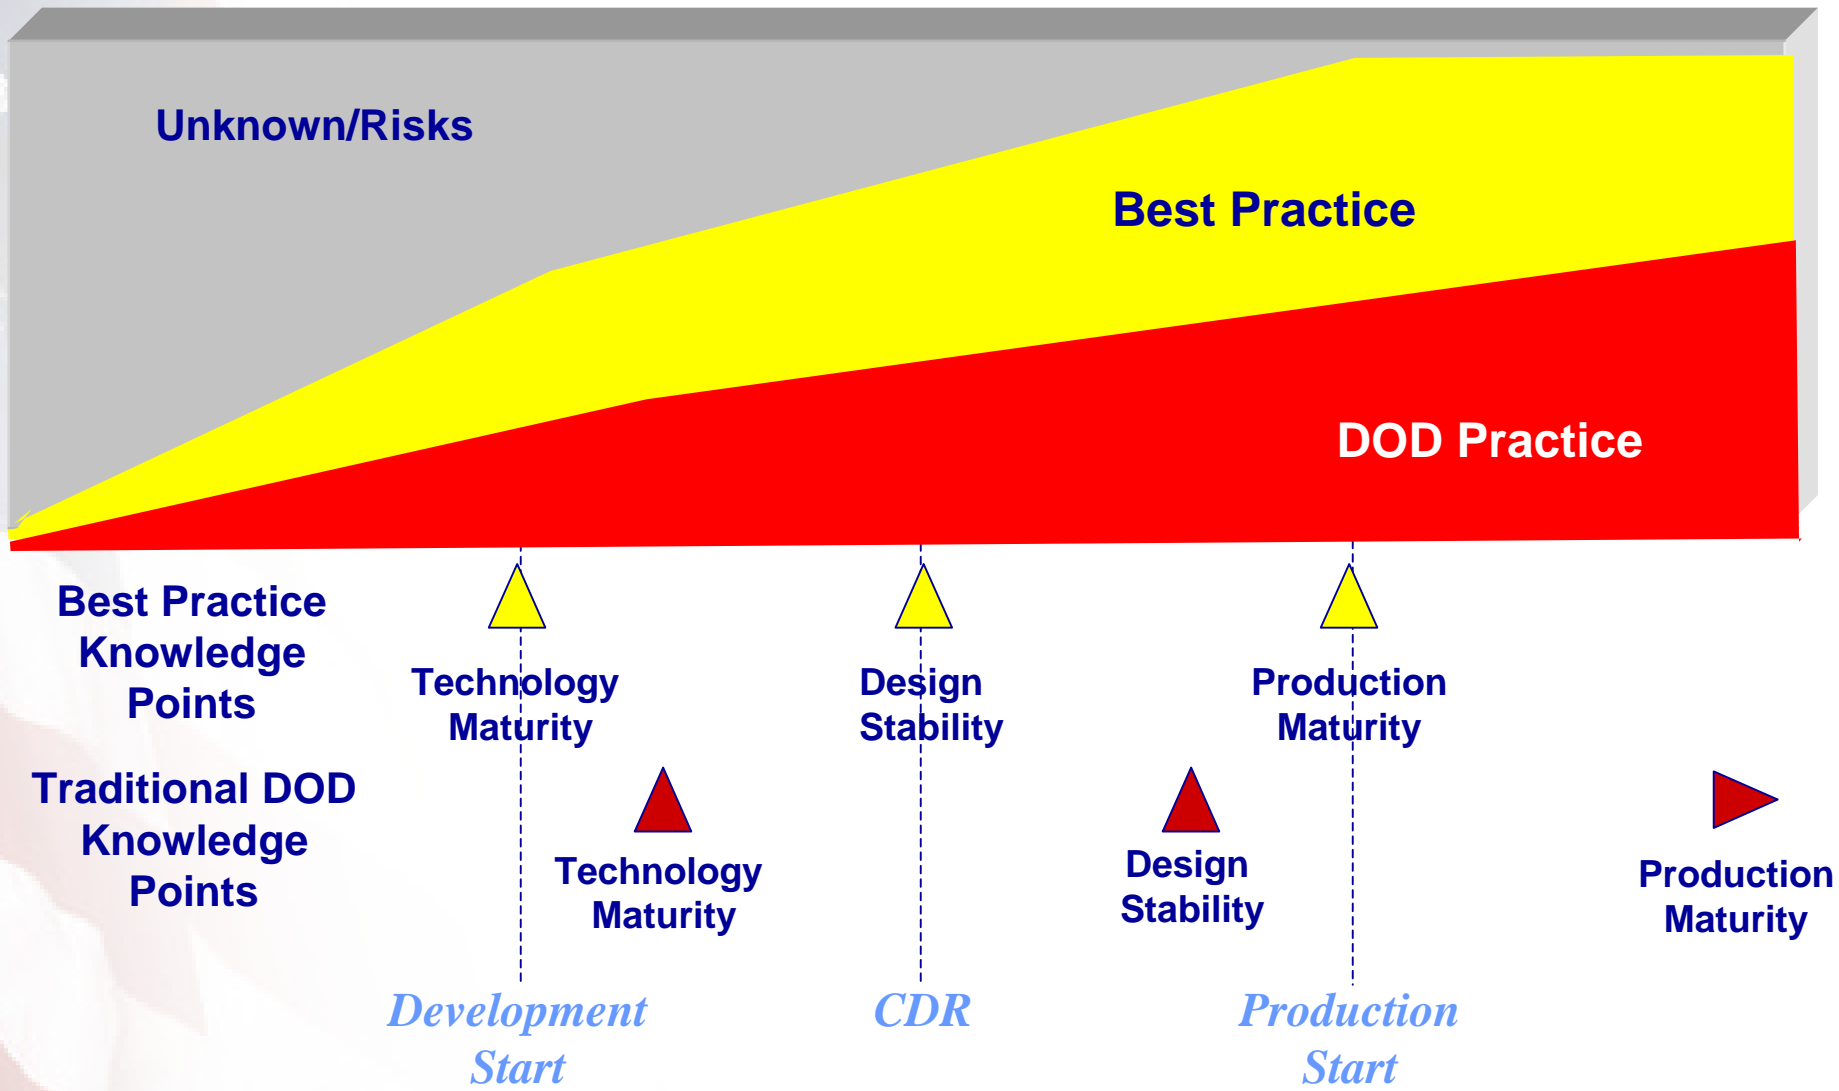 Unknown/Risks
Best Practice
DOD Practice
Best Practice
Knowledge
Points
Technology
Maturity
Design
Stability
Production
Maturity
Traditional DOD
Knowledge
Points
Technology
Maturity
Design
Stability
Production
Maturity
Development
Start
CDR
Production
Start